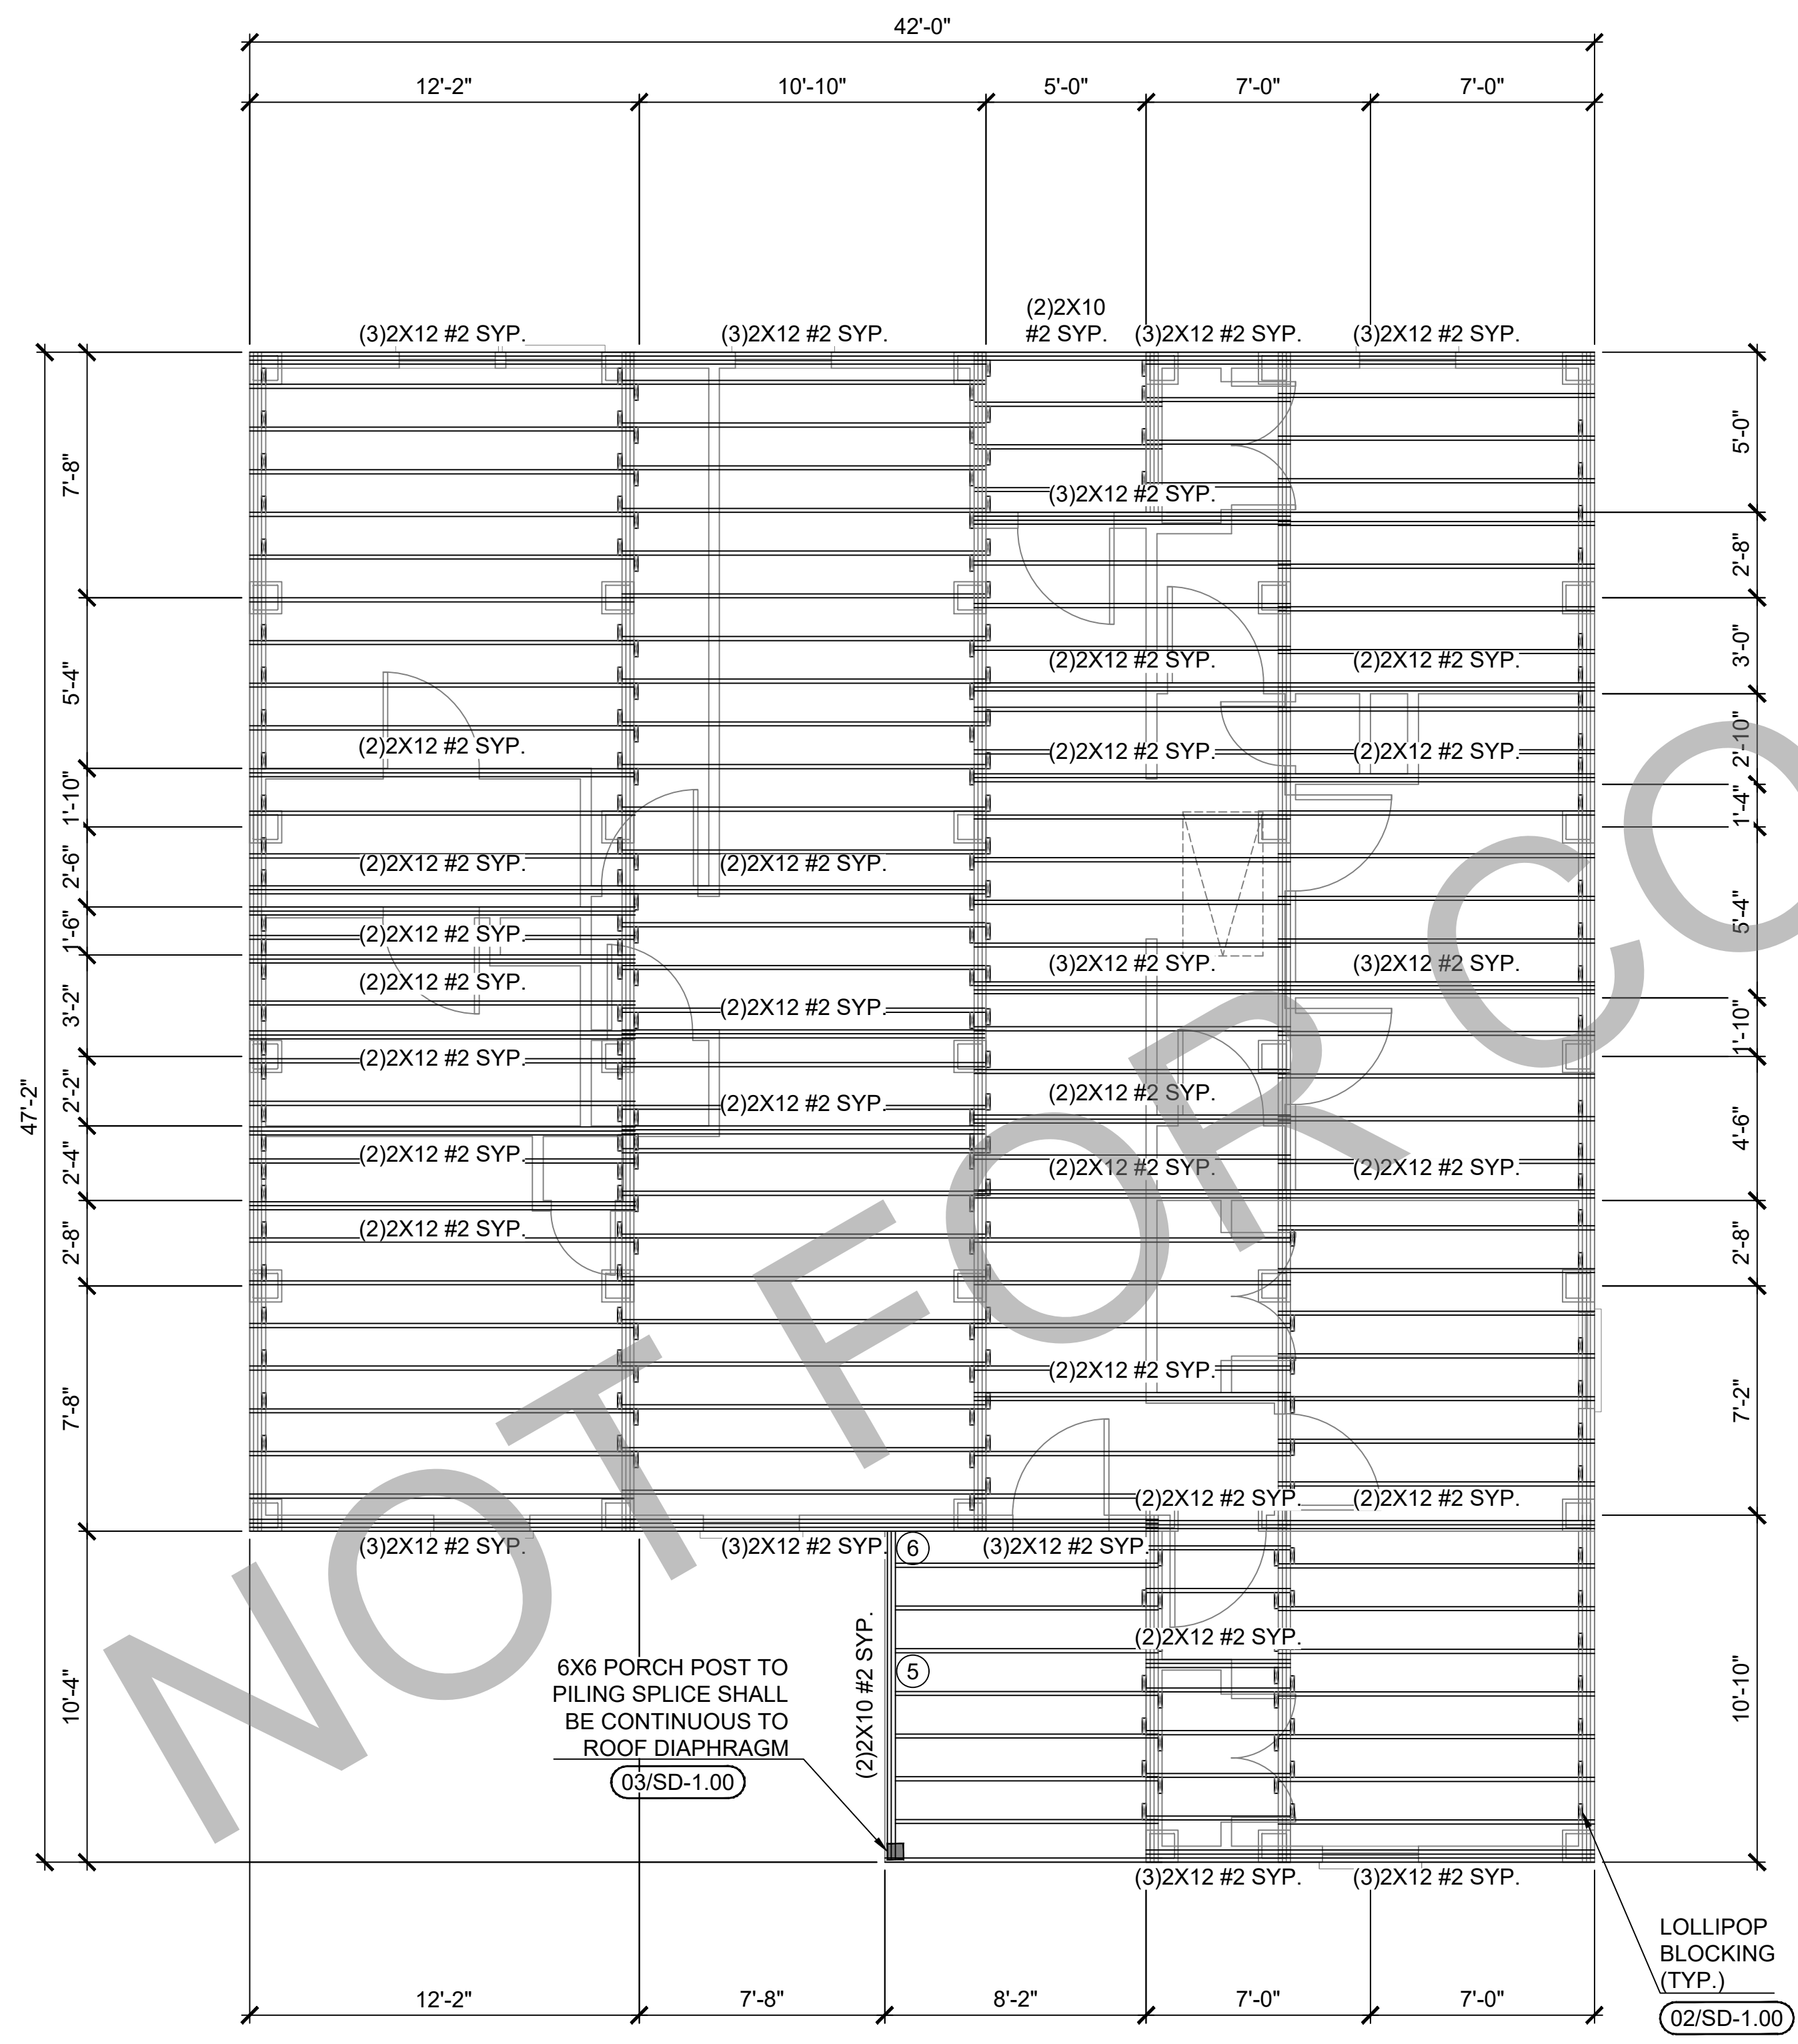 42'-0"
12'-2"
10'-10"
5'-0"
7'-0"
7'-0"
(2)2X10
#2 SYP.
(3)2X12 #2 SYP.
(3)2X12 #2 SYP.
(3)2X12 #2 SYP.
(3)2X12 #2 SYP.
7'-8"
5'-0"
(3)2X12 #2 SYP.
2'-8"
5'-4"
3'-0"
(2)2X12 #2 SYP.
(2)2X12 #2 SYP.
(2)2X12 #2 SYP.
(2)2X12 #2 SYP.
(2)2X12 #2 SYP.
2'-10"
1'-10"
1'-4"
2'-6"
(2)2X12 #2 SYP.
(2)2X12 #2 SYP.
5'-4"
1'-6"
(2)2X12 #2 SYP.
(3)2X12 #2 SYP.
(3)2X12 #2 SYP.
(2)2X12 #2 SYP.
3'-2"
(2)2X12 #2 SYP.
1'-10"
(2)2X12 #2 SYP.
47'-2"
2'-2"
(2)2X12 #2 SYP.
(2)2X12 #2 SYP.
4'-6"
2'-4"
(2)2X12 #2 SYP.
(2)2X12 #2 SYP.
(2)2X12 #2 SYP.
2'-8"
(2)2X12 #2 SYP.
2'-8"
7'-8"
(2)2X12 #2 SYP.
7'-2"
(2)2X12 #2 SYP.
(2)2X12 #2 SYP.
(3)2X12 #2 SYP.
(3)2X12 #2 SYP.
6
(3)2X12 #2 SYP.
(2)2X12 #2 SYP.
(2)2X10 #2 SYP.
5
6X6 PORCH POST TO
PILING SPLICE SHALL
BE CONTINUOUS TO
ROOF DIAPHRAGM
03/SD-1.00
10'-4"
10'-10"
(3)2X12 #2 SYP.
(3)2X12 #2 SYP.
LOLLIPOP
BLOCKING
(TYP.)
02/SD-1.00
12'-2"
7'-8"
8'-2"
7'-0"
7'-0"
NOT FOR CO